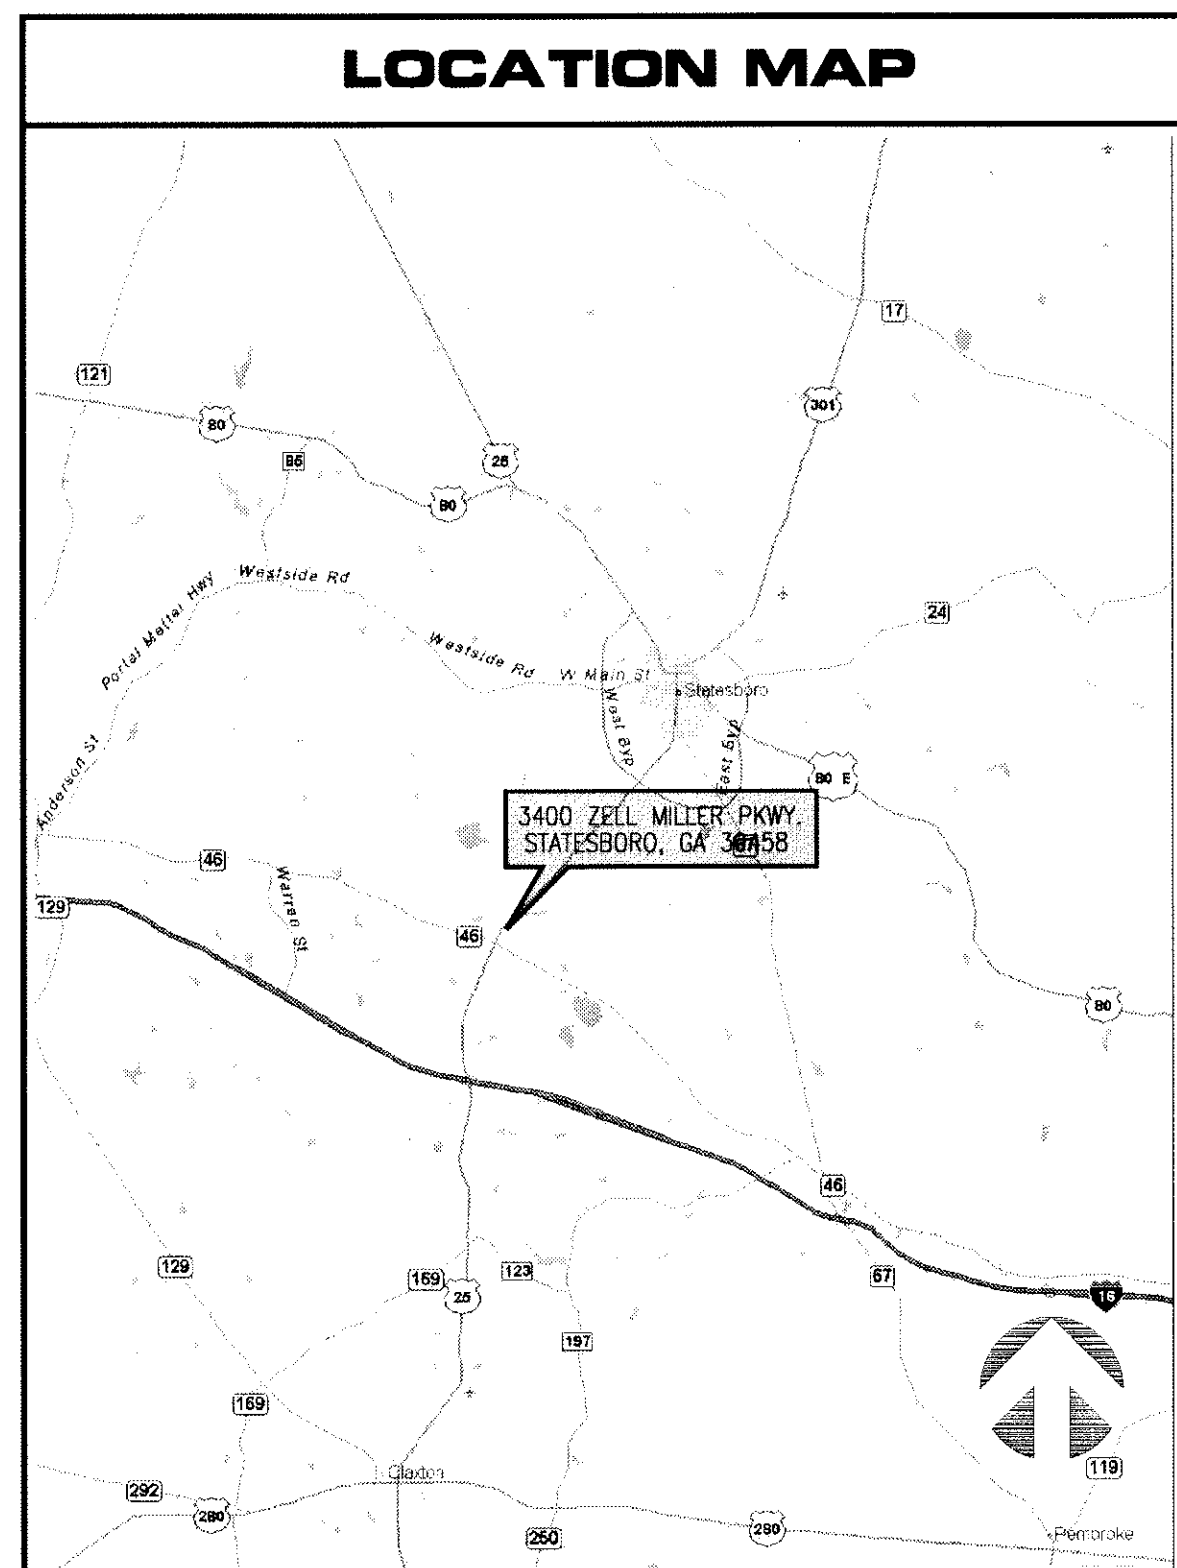 LOCATION MAP
17
121
301
80
25
85
80
Westside Rd
24
Portal Metter Hwy
Westside Rd
W Main St
Statesboro
West Byp
East Byp
Anderson St
80 E
3400 ZELL MILLER PKWY,
STATESBORO, GA
46
Warren St
129
46
80
46
129
169
123
67
25
16
197
169
Claxton
119
292
280
280
250
Pembroke